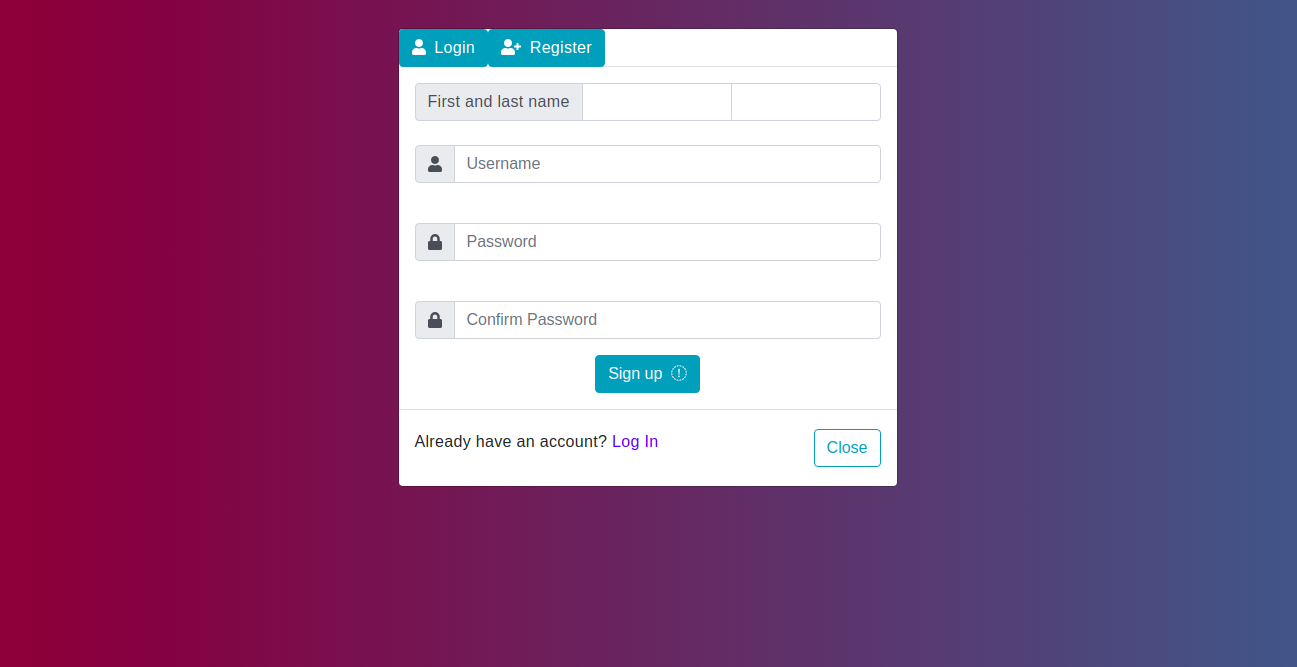 Login Register
First and last name
Username
Password
Confirm Password
Sign up
Already have an account? Log In
Close